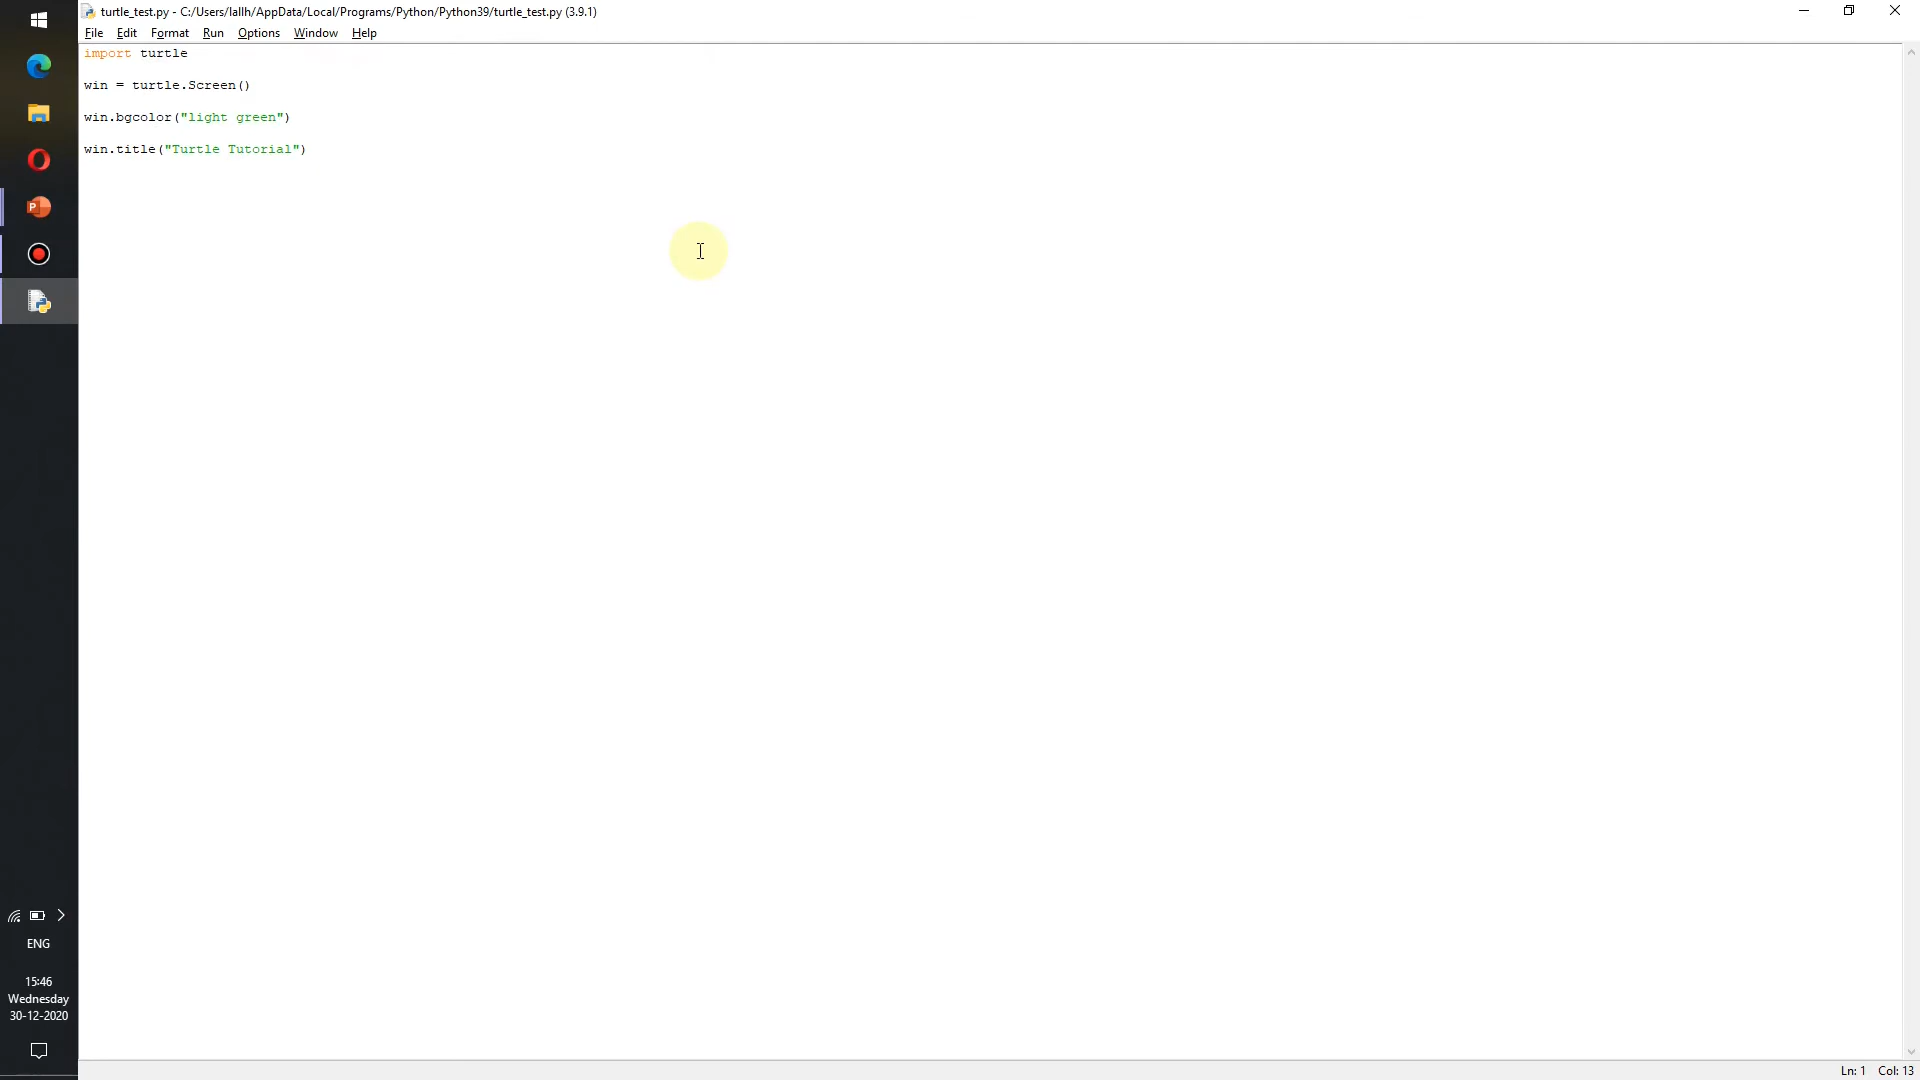 turtle_test.py - C:/Users/lallh/AppData/Local/Programs/Python/Python39/turtle_test.py (3.9.1)
File Edit Format Run Options Window Help
import turtle
win = turtle.Screen()
win.bgcolor("light green")
win.title("Turtle Tutorial")
P
ENG
15:46
Wednesday
30-12-2020
Ln: 1 Col: 13